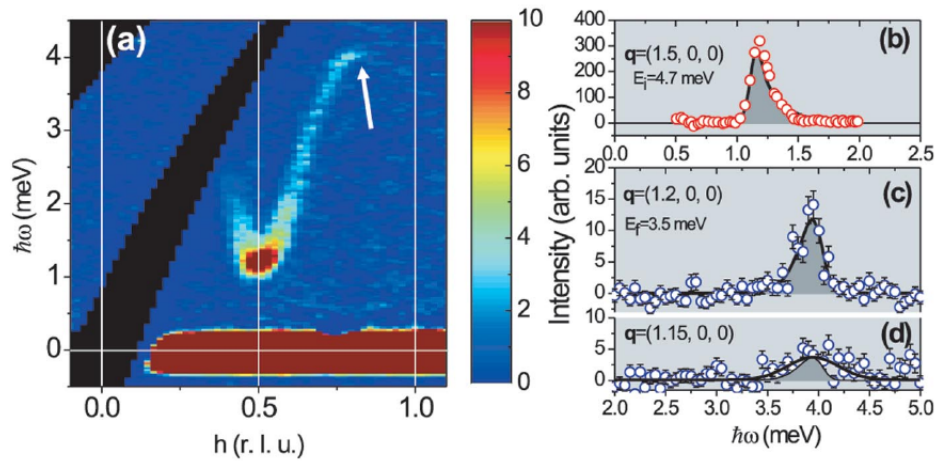 (a)
4
3
2
1
0
ħω (meV)
0.0
0.5
1.0
h (r. l. u.)
10
8
6
4
2
0
Intensity (arb. units)
400
300
200
100
0
(b)
q=(1.5, 0, 0)
Ei=4.7 meV
0.0 0.5 1.0 1.5 2.0 2.5
20
15
10
5
0
(c)
q=(1.2, 0, 0)
Ef=3.5 meV
10
5
0
(d)
q=(1.15, 0, 0)
2.0 2.5 3.0 3.5 4.0 4.5 5.0
ħω (meV)